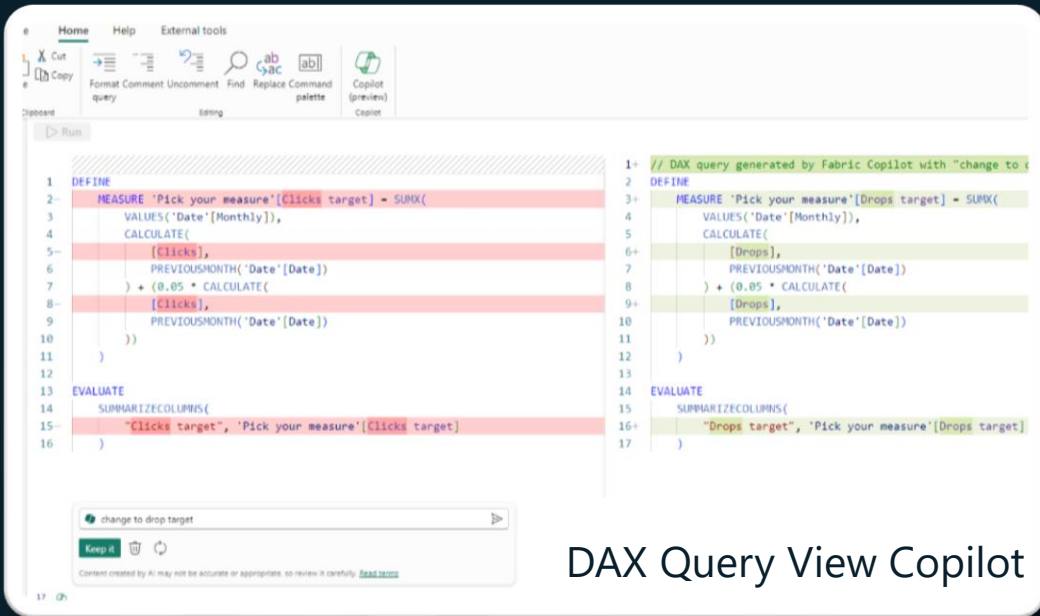 e Home Help External tools
Cut
Copy
e
Format query
Comment
Uncomment
Find
Replace
Command palette
Copilot (preview)
Clipboard
Editing
Copilot
Run
1 DEFINE
2- MEASURE 'Pick your measure'[Clicks target] = SUMX(
3 VALUES('Date'[Monthly]),
4 CALCULATE(
5- [Clicks],
6 PREVIOUSMONTH('Date'[Date])
7 ) + (0.05 * CALCULATE(
8- [Clicks],
9 PREVIOUSMONTH('Date'[Date])
10 ))
11 )
12
13 EVALUATE
14 SUMMARIZECOLUMNS(
15- "Clicks target", 'Pick your measure'[Clicks target]
16 )
1+ // DAX query generated by Fabric Copilot with "change to d
2 DEFINE
3+ MEASURE 'Pick your measure'[Drops target] = SUMX(
4 VALUES('Date'[Monthly]),
5 CALCULATE(
6+ [Drops],
7 PREVIOUSMONTH('Date'[Date])
8 ) + (0.05 * CALCULATE(
9+ [Drops],
10 PREVIOUSMONTH('Date'[Date])
11 ))
12 )
13
14 EVALUATE
15 SUMMARIZECOLUMNS(
16+ "Drops target", 'Pick your measure'[Drops target]
17 )
change to drop target
Keep it
Content created by AI may not be accurate or appropriate, so review it carefully. Read terms
17
DAX Query View Copilot